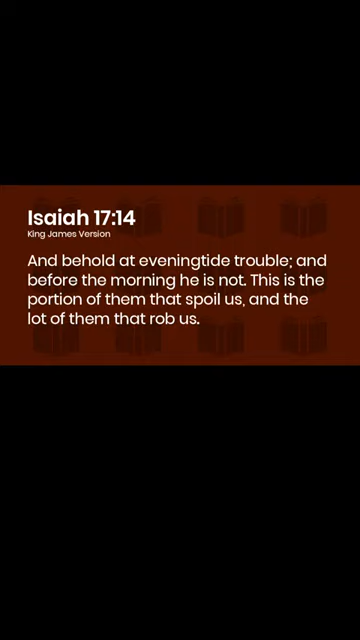 Isaiah 17:14
King James Version
And behold at eveningtide trouble; and
before the morning he is not. This is the
portion of them that spoil us, and the
lot of them that rob us.